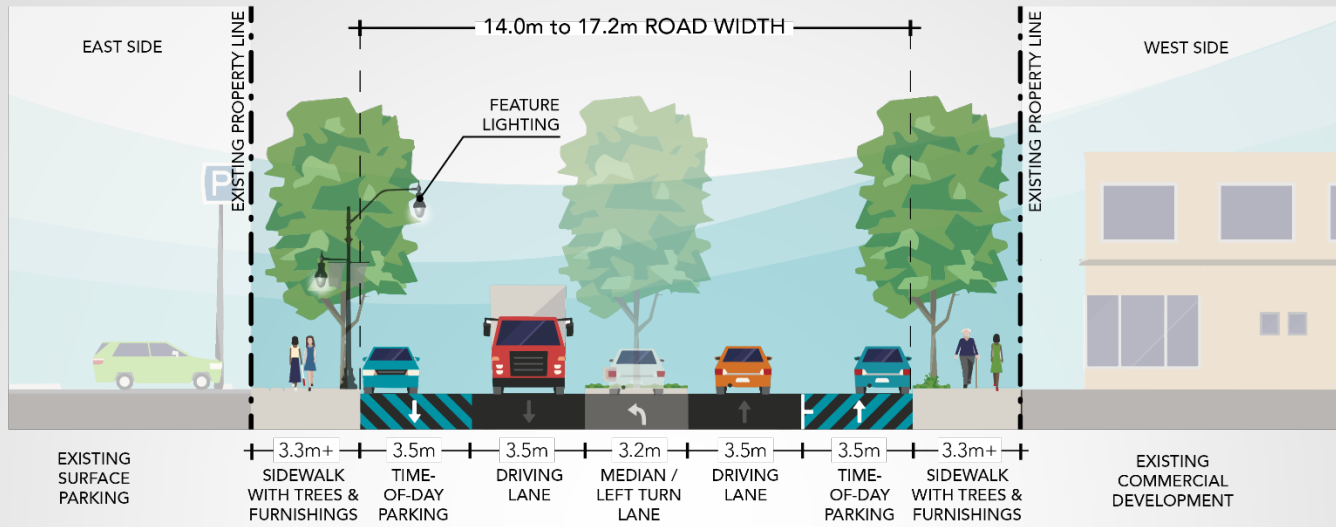 14.0m to 17.2m ROAD WIDTH
EAST SIDE
EXISTING PROPERTY LINE
EXISTING PROPERTY LINE
WEST SIDE
FEATURE
LIGHTING
P
3.3m+
3.5m
3.5m
3.2m
3.5m
3.5m
3.3m+
EXISTING
SURFACE
PARKING
SIDEWALK
WITH TREES &
FURNISHINGS
TIME-
OF-DAY
PARKING
DRIVING
LANE
MEDIAN /
LEFT TURN
LANE
DRIVING
LANE
TIME-
OF-DAY
PARKING
SIDEWALK
WITH TREES &
FURNISHINGS
EXISTING
COMMERCIAL
DEVELOPMENT